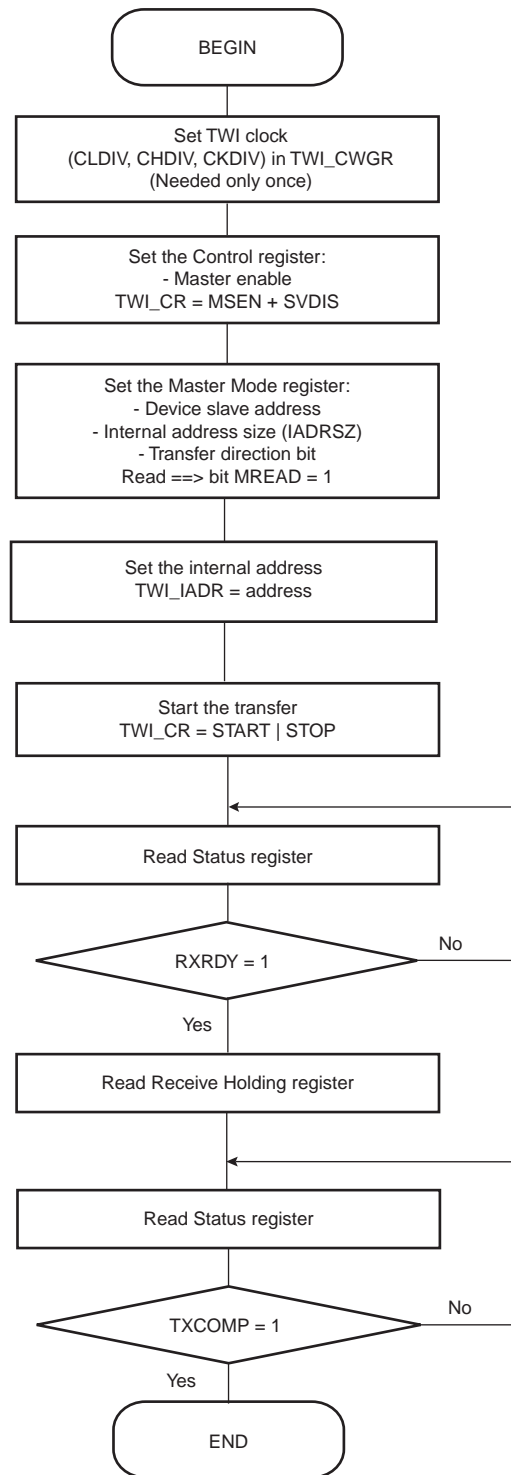 BEGIN
Set TWI clock
(CLDIV, CHDIV, CKDIV) in TWI_CWGR
(Needed only once)
Set the Control register:
- Master enable
TWI_CR = MSEN + SVDIS
Set the Master Mode register:
- Device slave address
- Internal address size (IADRSZ)
- Transfer direction bit
Read ==> bit MREAD = 1
Set the internal address
TWI_IADR = address
Start the transfer
TWI_CR = START | STOP
Read Status register
RXRDY = 1
No
Yes
Read Receive Holding register
Read Status register
TXCOMP = 1
No
Yes
END